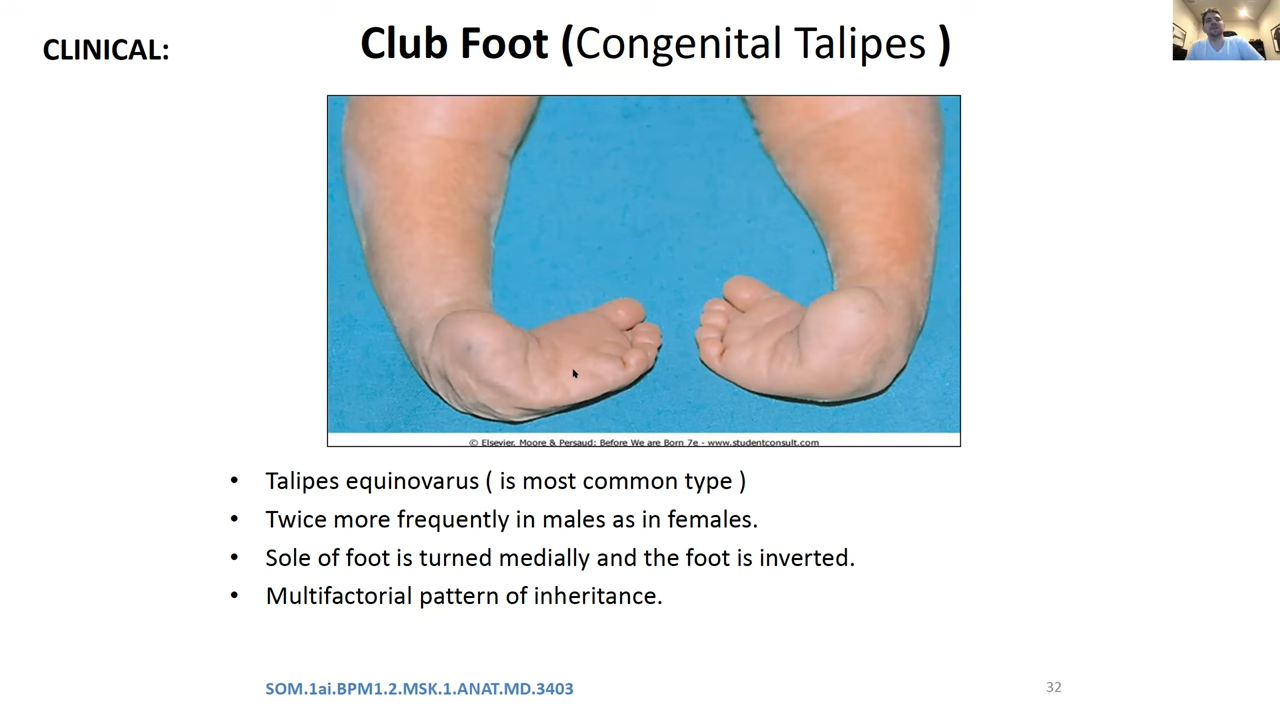 CLINICAL:
Club Foot (Congenital Talipes )
© Elsevier. Moore & Persaud: Before We are Born 7e - www.studentconsult.com
• Talipes equinovarus ( is most common type )
• Twice more frequently in males as in females.
• Sole of foot is turned medially and the foot is inverted.
• Multifactorial pattern of inheritance.
SOM.1ai.BPM1.2.MSK.1.ANAT.MD.3403
32